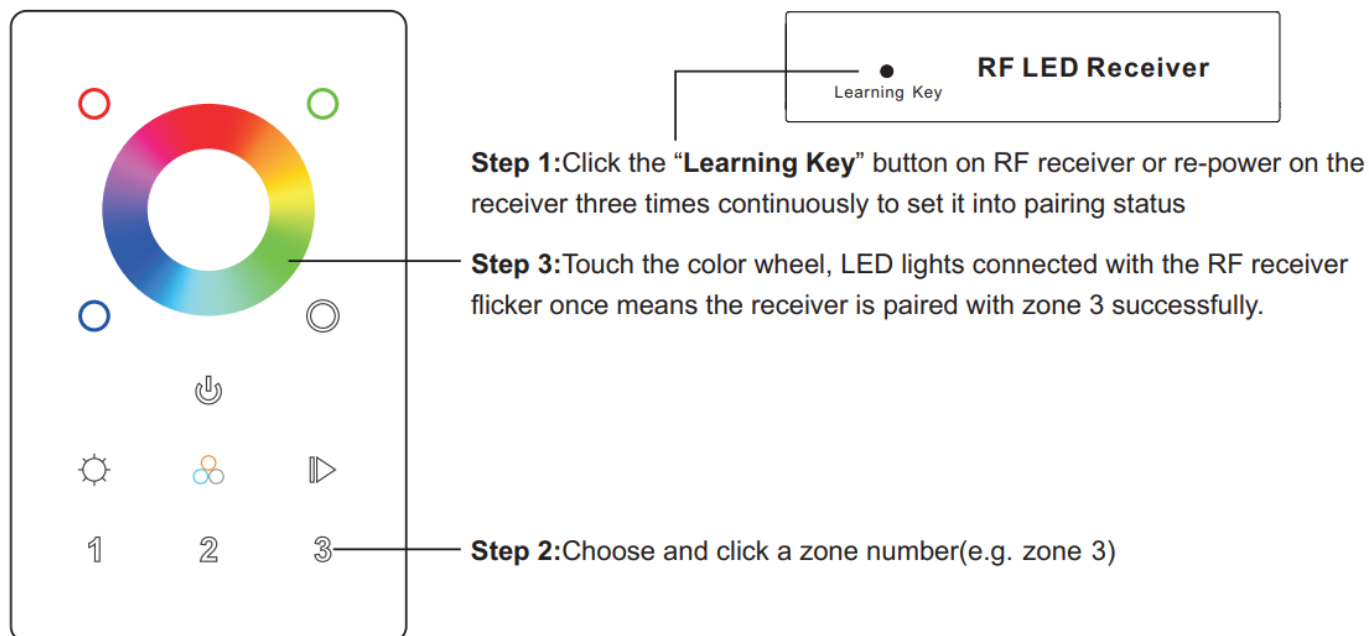 RF LED Receiver
Learning Key
Step 1:Click the “Learning Key” button on RF receiver or re-power on the
receiver three times continuously to set it into pairing status
Step 3:Touch the color wheel, LED lights connected with the RF receiver
flicker once means the receiver is paired with zone 3 successfully.
1 2 3
Step 2:Choose and click a zone number(e.g. zone 3)